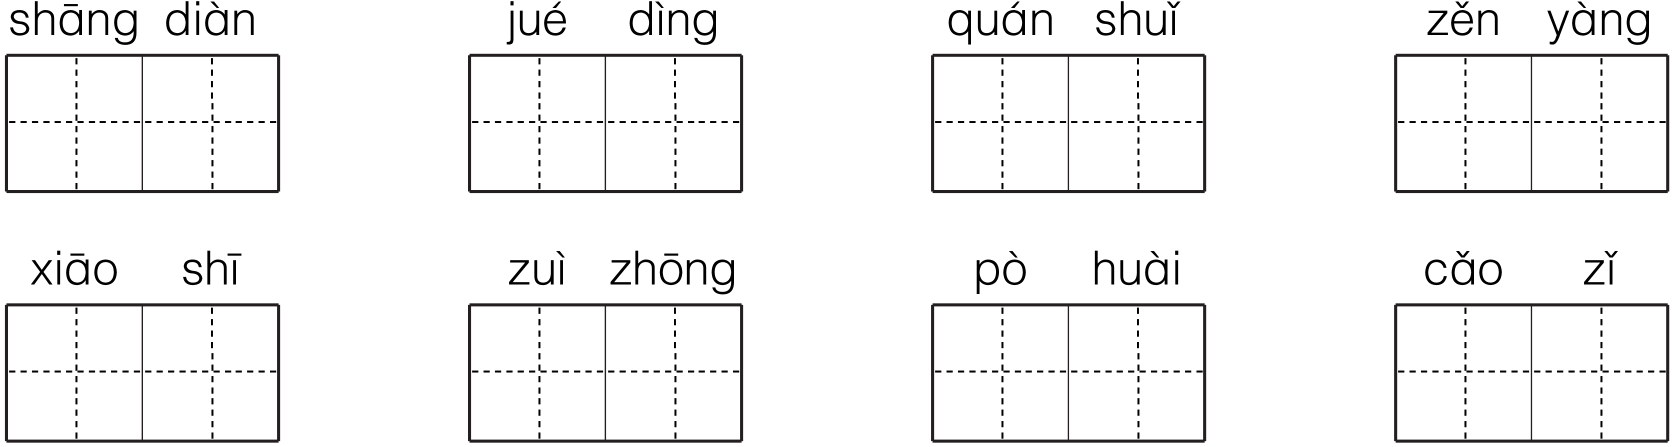 shāng diàn jué dìng quán shuǐ zěn yàng
xiāo shī zuì zhōng pò huài cǎo zǐ